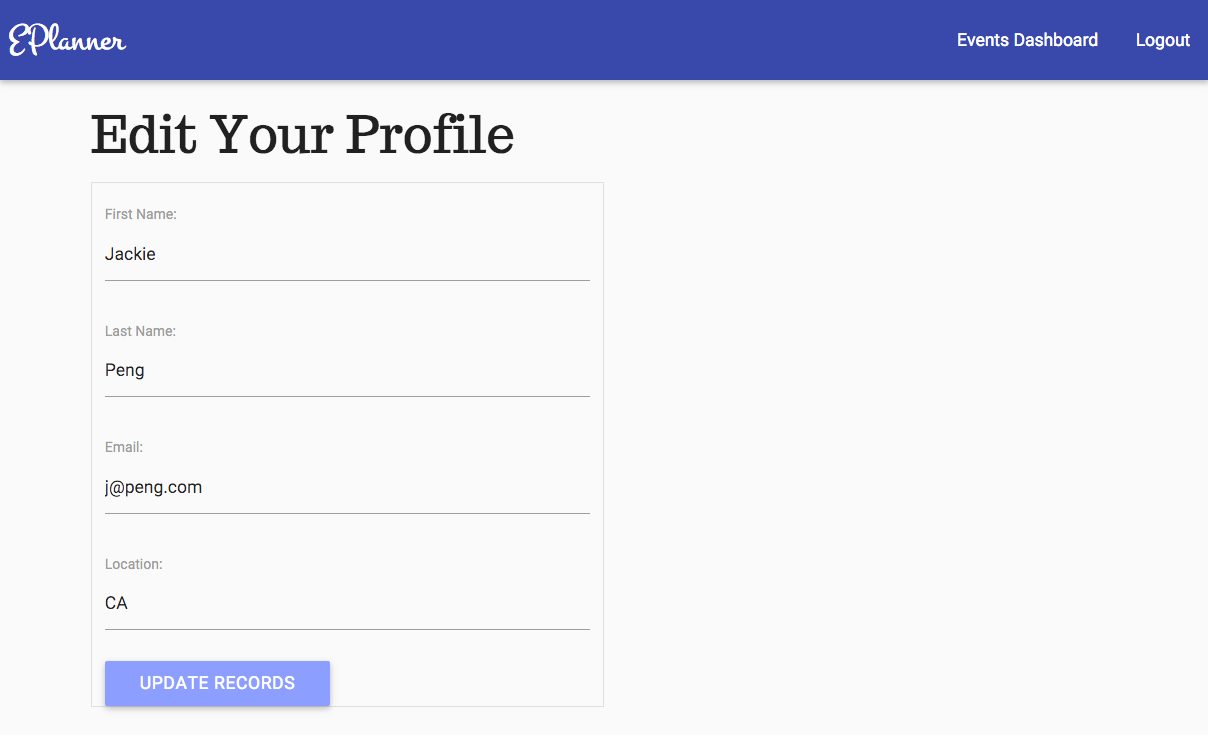 EPlanner
Events Dashboard
Logout
Edit Your Profile
First Name:
Jackie
Last Name:
Peng
Email:
j@peng.com
Location:
CA
UPDATE RECORDS